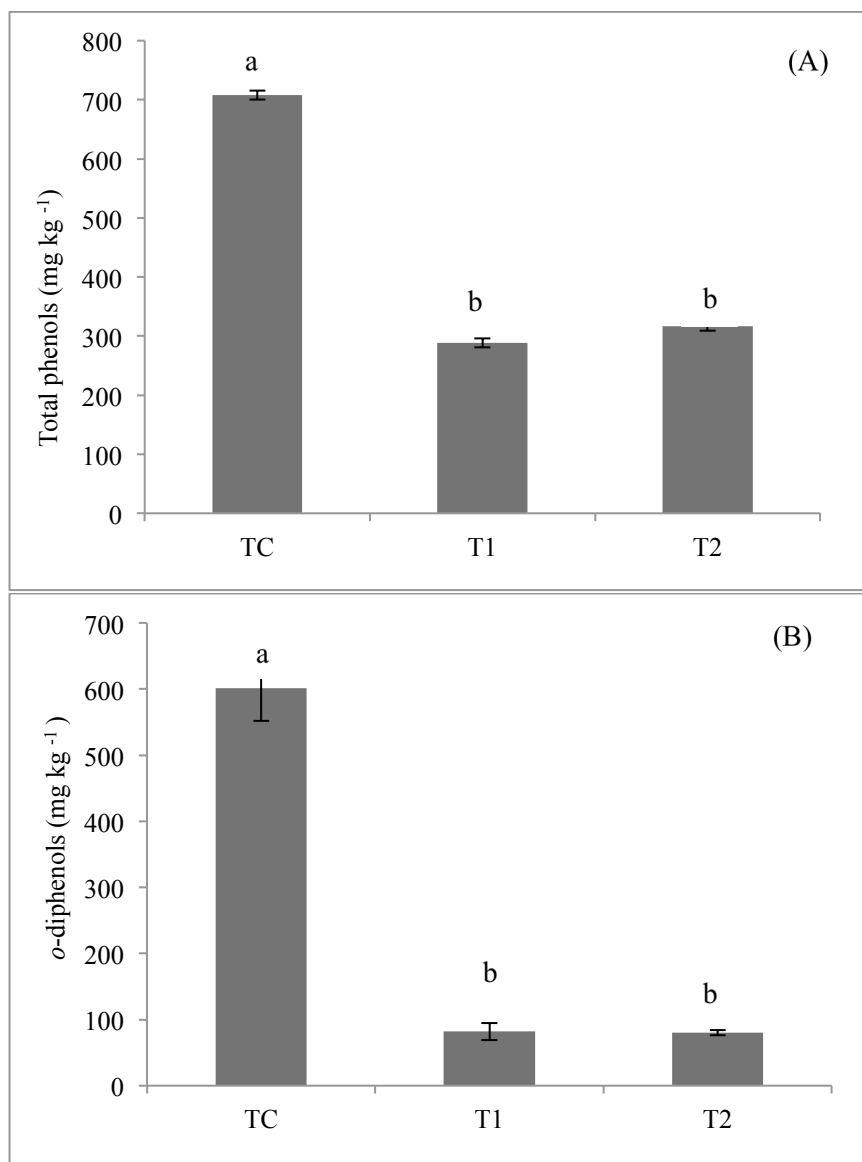 (A)
Total phenols (mg kg -1)
800
700
600
500
400
300
200
100
0
a
b
b
TC T1 T2
(B)
o-diphenols (mg kg -1 )
700
600
500
400
300
200
100
0
a
b
b
TC T1 T2